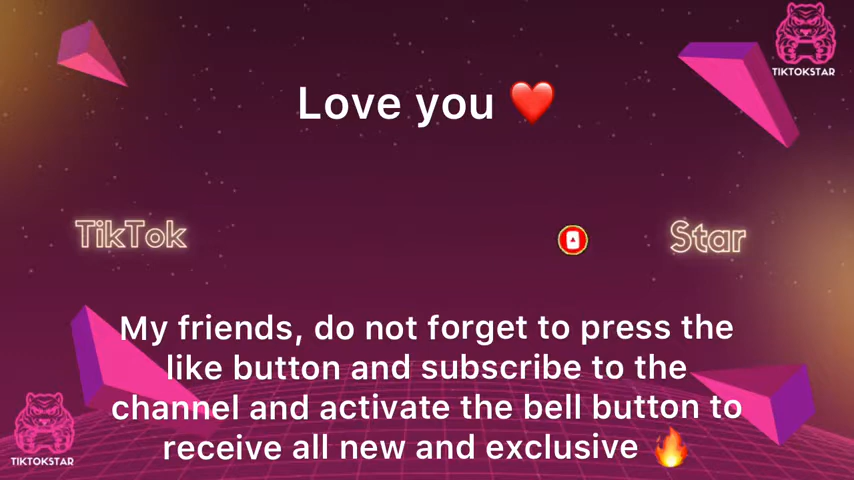 TIKTOKSTAR
Love you ❤️
TikTok
Star
My friends, do not forget to press the
like button and subscribe to the
channel and activate the bell button to
receive all new and exclusive 🔥
TIKTOKSTAR